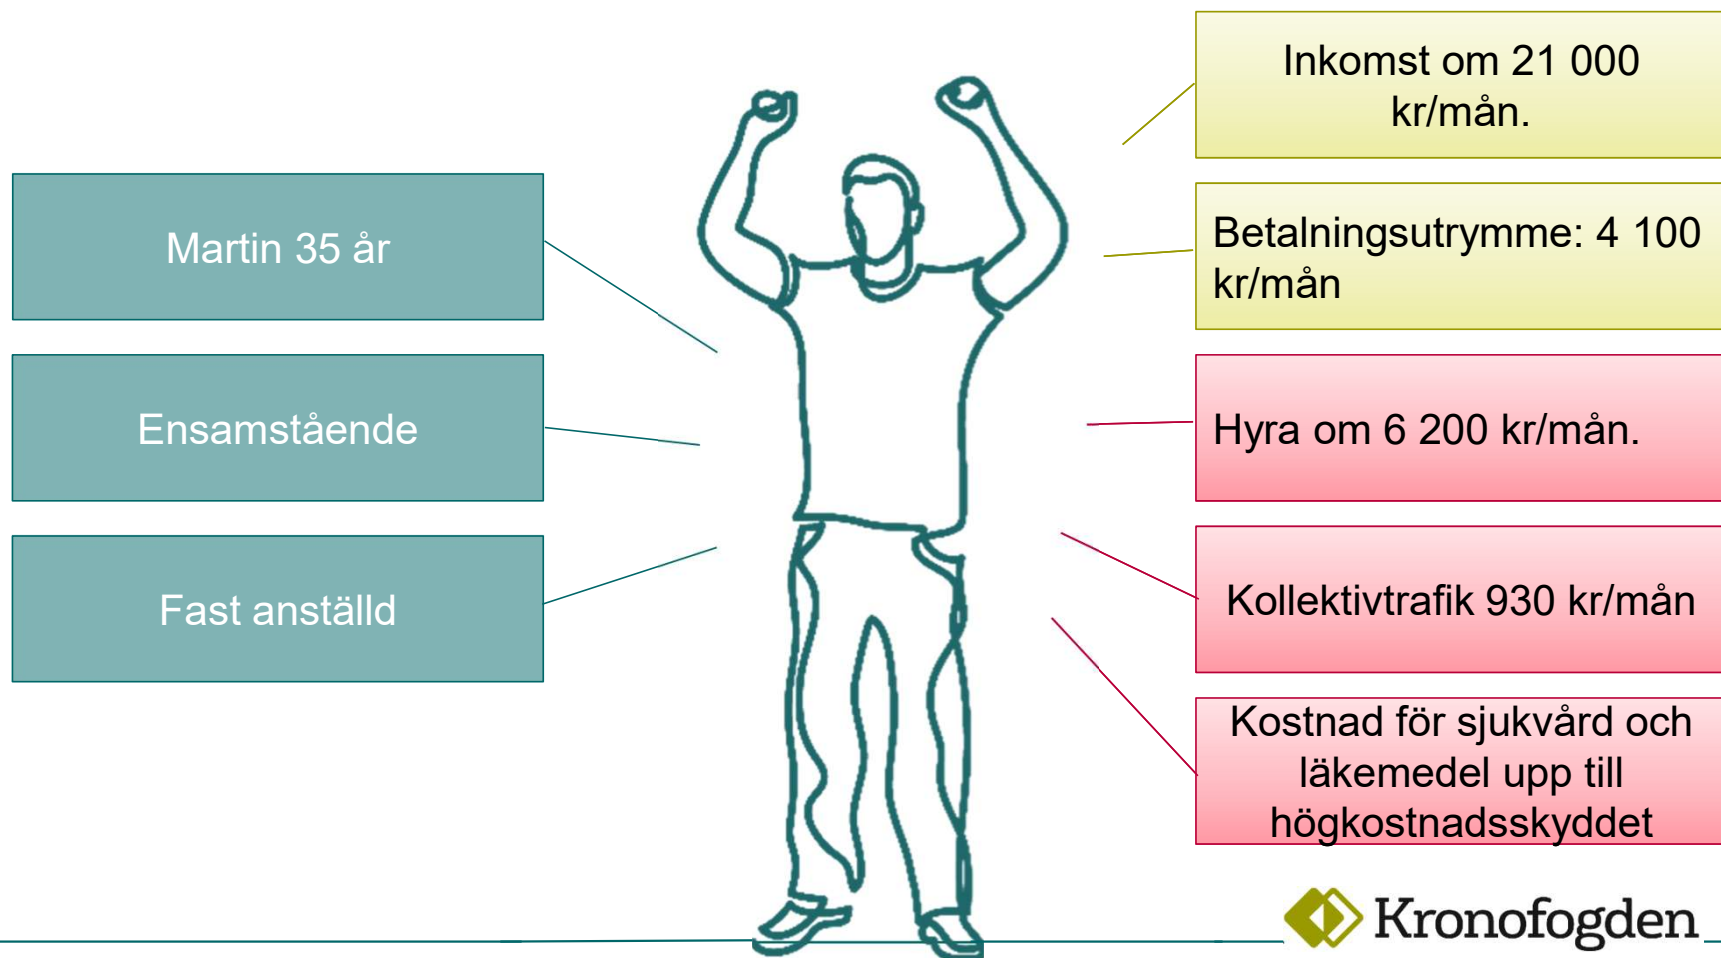 Martin 35 år
Ensamstående
Fast anställd
Inkomst om 21 000
kr/mån.
Betalningsutrymme: 4 100
kr/mån
Hyra om 6 200 kr/mån.
Kollektivtrafik 930 kr/mån
Kostnad för sjukvård och
läkemedel upp till
högkostnadsskyddet
Kronofogden